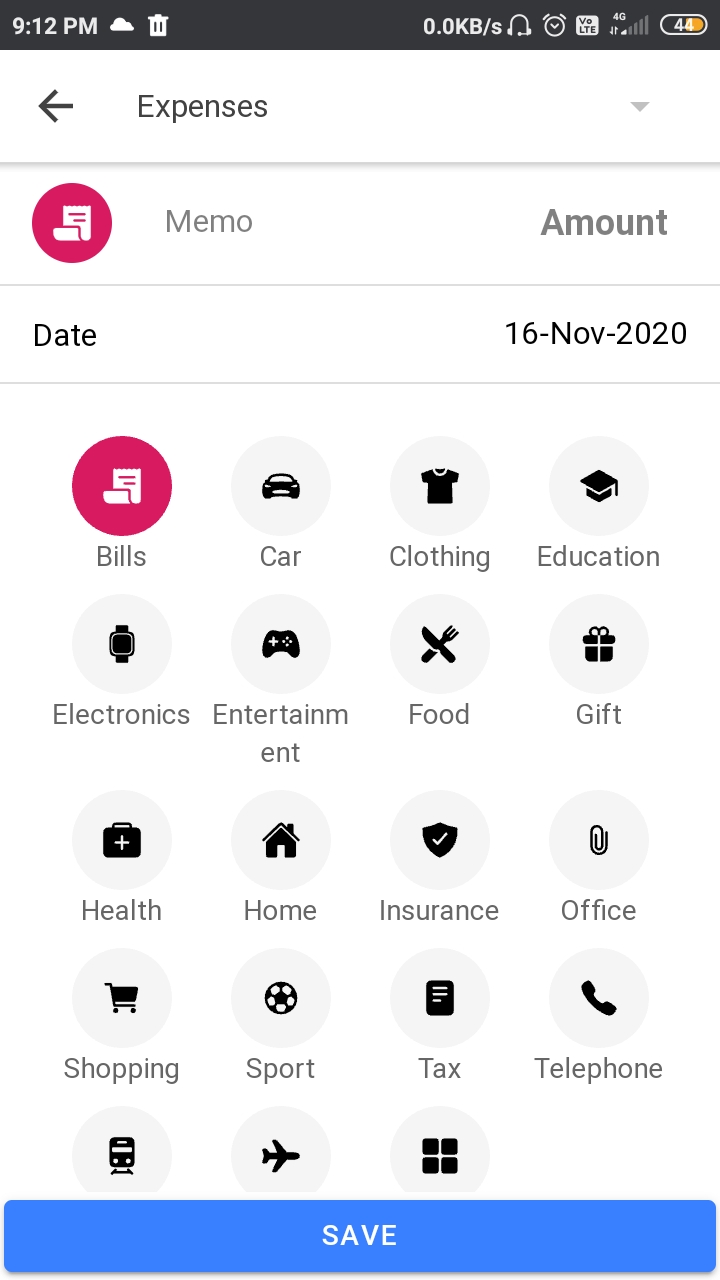 9:12 PM 0.0KB/s Vo LTE 4G 44
Expenses
Memo Amount
Date 16-Nov-2020
Bills Car Clothing Education
Electronics Entertainm Food Gift
ent
Health Home Insurance Office
Shopping Sport Tax Telephone
SAVE